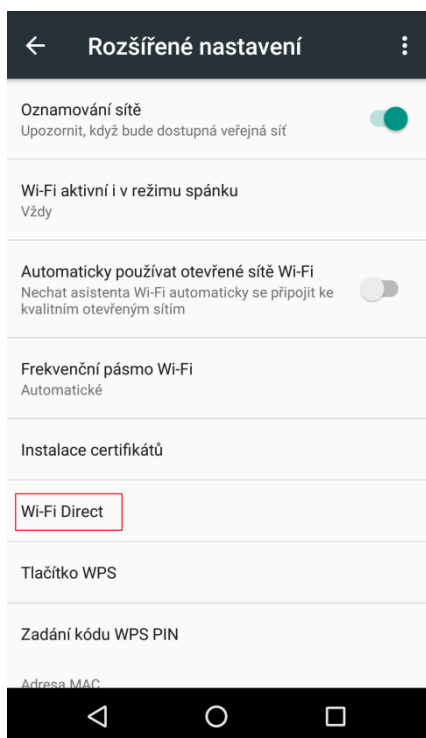 Rozšířené nastavení
Oznamování sítě
Upozornit, když bude dostupná veřejná síť
Wi-Fi aktivní i v režimu spánku
Vždy
Automaticky používat otevřené sítě Wi-Fi
Nechat asistenta Wi-Fi automaticky se připojit ke
kvalitním otevřeným sítím
Frekvenční pásmo Wi-Fi
Automatické
Instalace certifikátů
Wi-Fi Direct
Tlačítko WPS
Zadání kódu WPS PIN
Adresa MAC